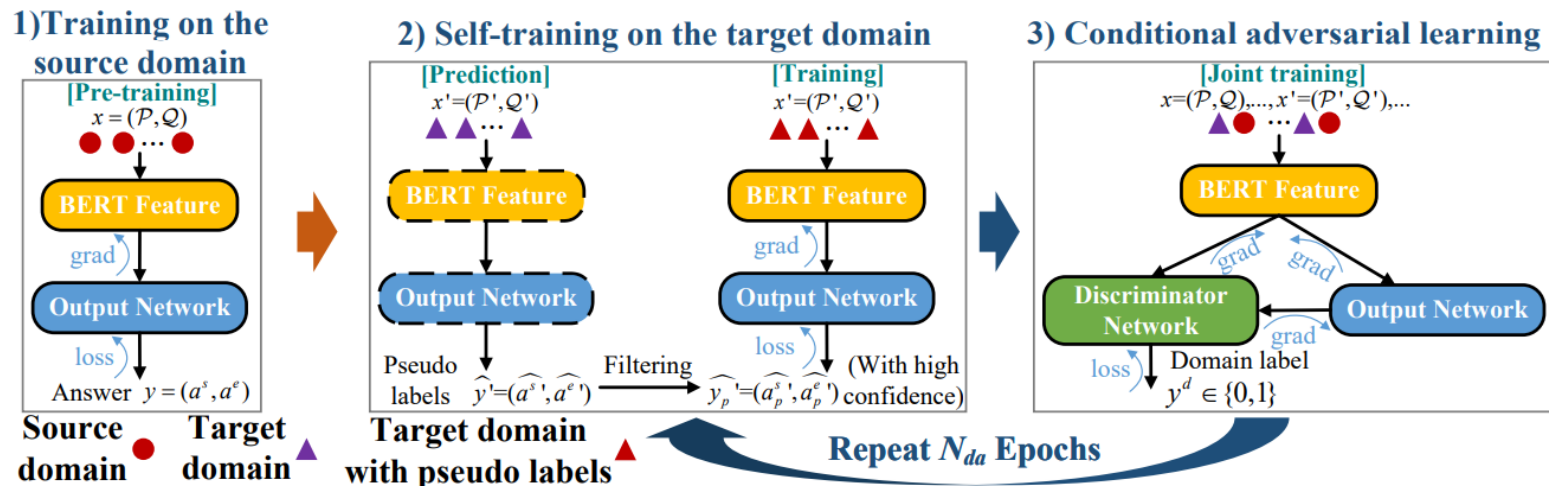 1)Training on the
source domain
[Pre-training]
x = (𝒫, 𝒬)
...
BERT Feature
grad
Output Network
loss
Answer y = (a^s, a^e)
2) Self-training on the target domain
[Prediction]
x'=(𝒫',𝒬')
...
BERT Feature
Output Network
Pseudo
labels
ŷ'=(â^s',â^e')
Filtering
[Training]
x'=(𝒫',𝒬')
...
BERT Feature
grad
Output Network
loss
(With high
confidence)
ŷ_p'=(â_p^s',â_p^e')
3) Conditional adversarial learning
[Joint training]
x=(𝒫,𝒬),..., x'=(𝒫',𝒬'),...
...
BERT Feature
grad
grad
Discriminator
Network
Output Network
grad
loss
Domain label
y^d ∈ {0,1}
Source
domain
Target
domain
Target domain
with pseudo labels
Repeat N_da Epochs